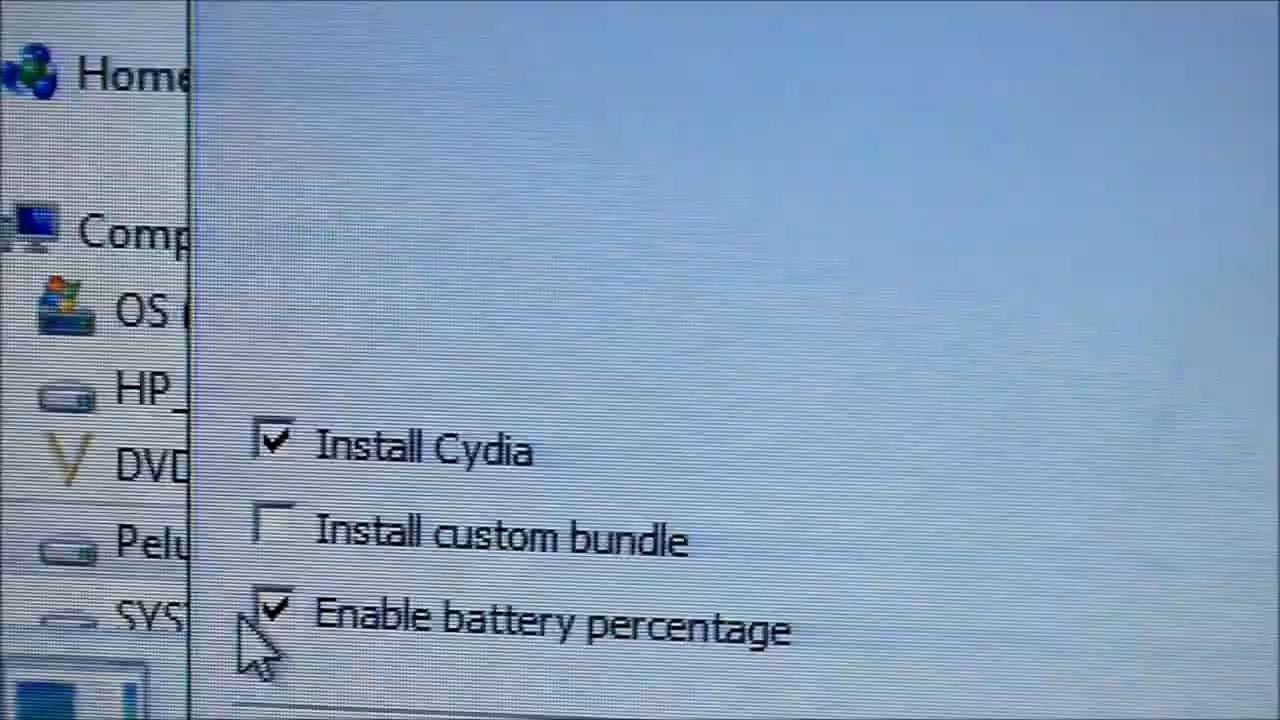 Home
Comp
OS (
HP_
DVD
Install Cydia
Install custom bundle
Pelu
SYS
Enable battery percentage